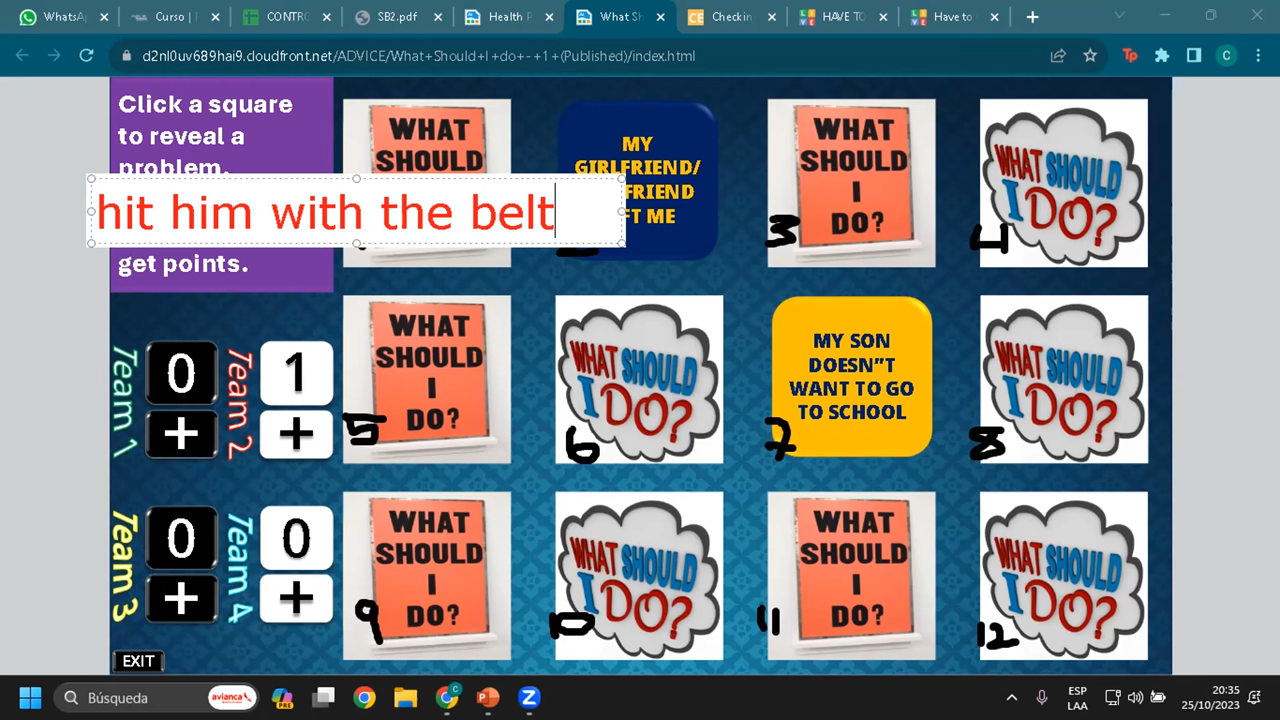 WhatsA
Curso |
CONTRO
SB2.pdf
Health P
What Sh
Checkin
HAVE TO
Have to
d2nl0uv689hai9.cloudfront.net/ADVICE/What+Should+I+do+-+1+(Published)/index.html
Click a square
to reveal a
problem.
hit him with the belt
get points.
WHAT
SHOULD
MY
GIRLFRIEND/
FRIEND
FT ME
WHAT
SHOULD
I
DO?
3
WHAT SHOULD
I DO?
4
Team 1
0
+
Team 2
1
+
WHAT
SHOULD
I
DO?
5
WHAT SHOULD
I DO?
6
MY SON
DOESN"T
WANT TO GO
TO SCHOOL
7
WHAT SHOULD
I DO?
8
Team 3
0
+
Team 4
0
+
WHAT
SHOULD
I
DO?
9
WHAT SHOULD
I DO?
10
WHAT
SHOULD
I
DO?
11
WHAT SHOULD
I DO?
12
EXIT
Búsqueda
avianca
PRE
ESP
LAA
20:35
25/10/2023